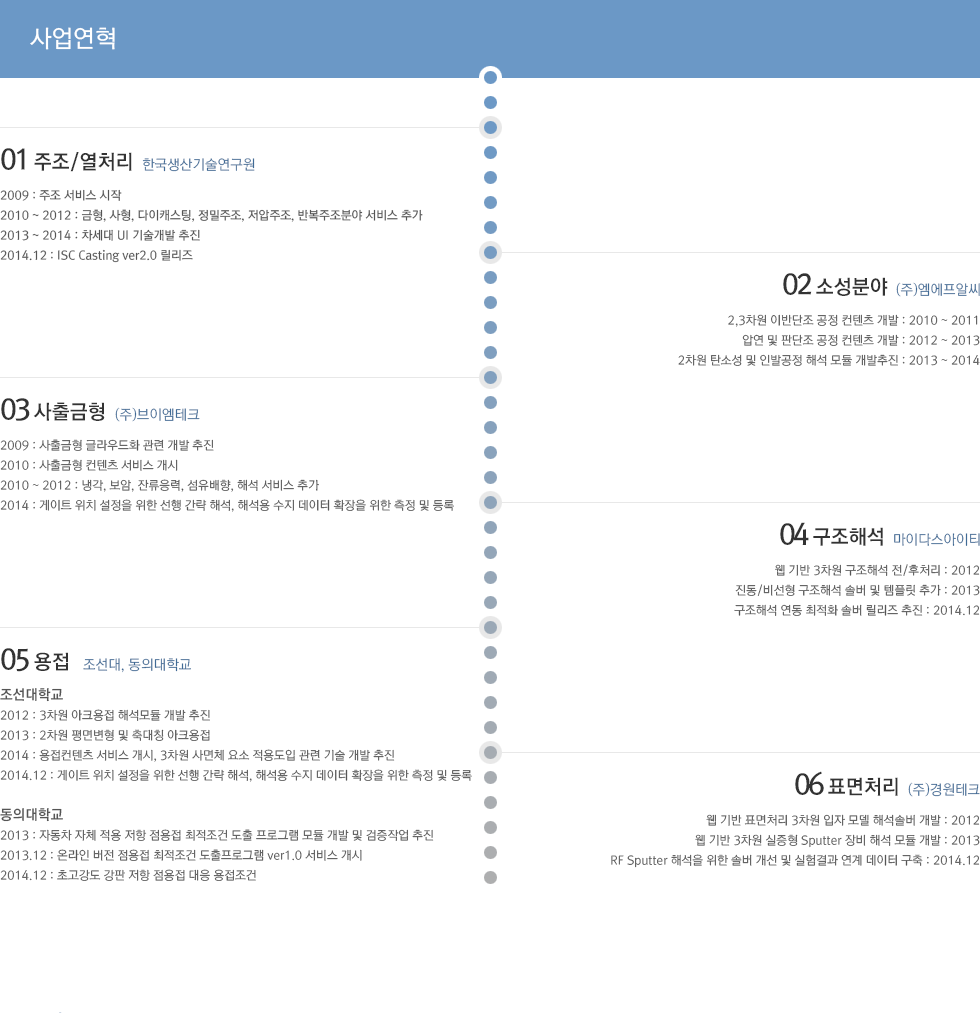 사업연혁
01 주조/열처리 한국생산기술연구원
2009 : 주조 서비스 시작
2010 ~ 2012 : 금형, 사형, 다이캐스팅, 정밀주조, 저압주조, 반복주조분야 서비스 추가
2013 ~ 2014 : 차세대 UI 기술개발 추진
2014.12 : ISC Casting ver2.0 릴리즈
02 소성분야 (주)엠에프알씨
2,3차원 이반단조 공정 컨텐츠 개발 : 2010 ~ 2011
압연 및 판단조 공정 컨텐츠 개발 : 2012 ~ 2013
2차원 탄소성 및 인발공정 해석 모듈 개발추진 : 2013 ~ 2014
03 사출금형 (주)브이엠테크
2009 : 사출금형 글라우드화 관련 개발 추진
2010 : 사출금형 컨텐츠 서비스 개시
2010 ~ 2012 : 냉각, 보압, 잔류응력, 섬유배향, 해석 서비스 추가
2014 : 게이트 위치 설정을 위한 선행 간략 해석, 해석용 수지 데이터 확장을 위한 측정 및 등록
04 구조해석 마이다스아이티
웹 기반 3차원 구조해석 전/후처리 : 2012
진동/비선형 구조해석 솔버 및 템플릿 추가 : 2013
구조해석 연동 최적화 솔버 릴리즈 추진 : 2014.12
05 용접 조선대, 동의대학교
조선대학교
2012 : 3차원 아크용접 해석모듈 개발 추진
2013 : 2차원 평면변형 및 축대칭 아크용접
2014 : 용접컨텐츠 서비스 개시, 3차원 사면체 요소 적용도입 관련 기술 개발 추진
2014.12 : 게이트 위치 설정을 위한 선행 간략 해석, 해석용 수지 데이터 확장을 위한 측정 및 등록
동의대학교
2013 : 자동차 자체 적용 저항 점용접 최적조건 도출 프로그램 모듈 개발 및 검증작업 추진
2013.12 : 온라인 버전 점용접 최적조건 도출프로그램 ver1.0 서비스 개시
2014.12 : 초고강도 강판 저항 점용접 대응 용접조건
06 표면처리 (주)경원테크
웹 기반 표면처리 3차원 입자 모델 해석솔버 개발 : 2012
웹 기반 3차원 실증형 Sputter 장비 해석 모듈 개발 : 2013
RF Sputter 해석을 위한 솔버 개선 및 실험결과 연계 데이터 구축 : 2014.12